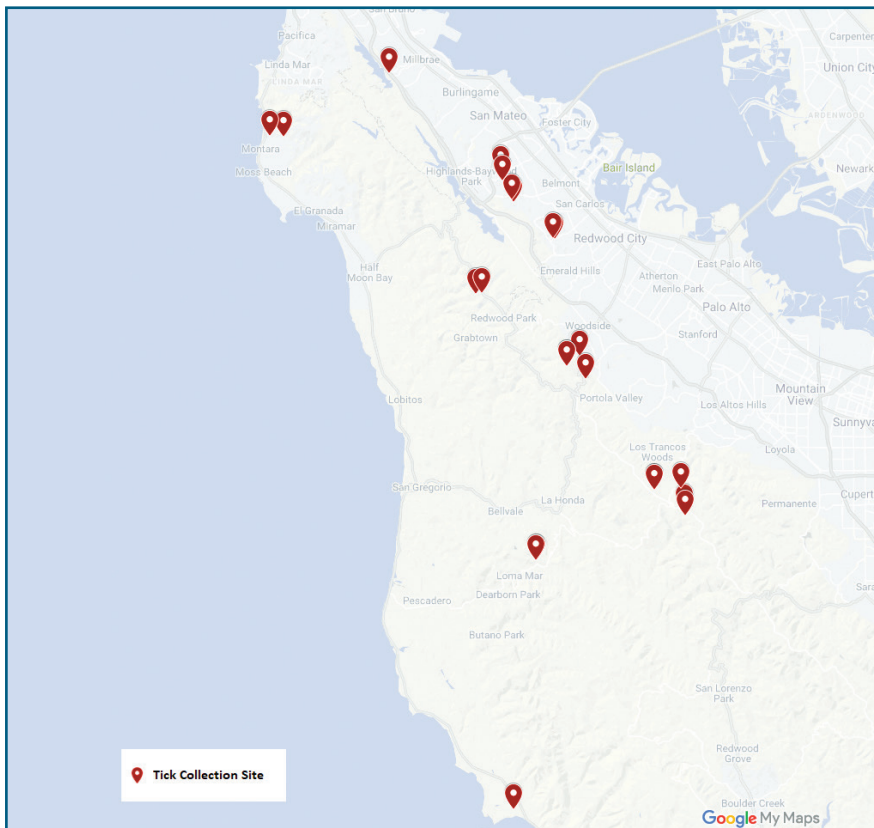 San Bruno
Pacifica
Millbrae
Linda Mar
LINDA MAR
Burlingame
San Mateo
Foster City
Carpenter
Union City
ARDENWOOD
Newark
Montara
Moss Beach
Highlands-Baywood
Park
Belmont
Bair Island
San Carlos
El Granada
Miramar
Redwood City
Half
Moon Bay
Emerald Hills
Atherton
East Palo Alto
Menlo Park
Palo Alto
Redwood Park
Grabtown
Woodside
Stanford
Lobitos
Portola Valley
Los Altos Hills
Mountain
View
Sunnyva
Los Trancos
Woods
Loyola
San Gregorio
La Honda
Bellvale
Permanente
Cupert
Loma Mar
Dearborn Park
Pescadero
Sara
Butano Park
San Lorenzo
Park
Redwood
Grove
Tick Collection Site
Boulder Creek
Google My Maps